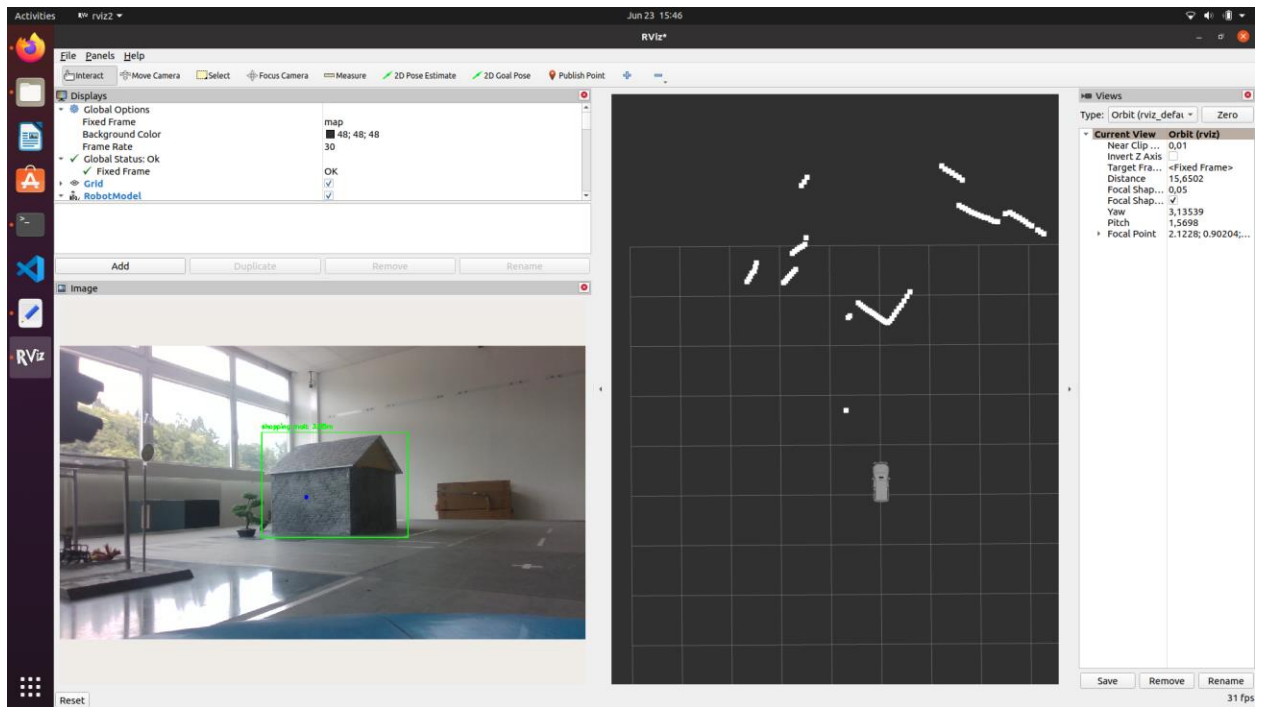 Activities
RViz rviz2
Jun 23 15:46
RViz*
File Panels Help
Interact Move Camera Select Focus Camera Measure 2D Pose Estimate 2D Goal Pose Publish Point
Displays
Global Options
Fixed Frame map
Background Color 48; 48; 48
Frame Rate 30
Global Status: Ok
Fixed Frame OK
Grid
RobotModel
Add Duplicate Remove Rename
Image
RViz
Reset
Views
Type: Orbit (rviz_defau Zero
Current View Orbit (rviz)
Near Clip ... 0,01
Invert Z Axis
Target Fra... <Fixed Frame>
Distance 15,6502
Focal Shap... 0,05
Focal Shap...
Yaw 3,13539
Pitch 1,5698
Focal Point 2.1228; 0.90204;...
Save Remove Rename
31 fps